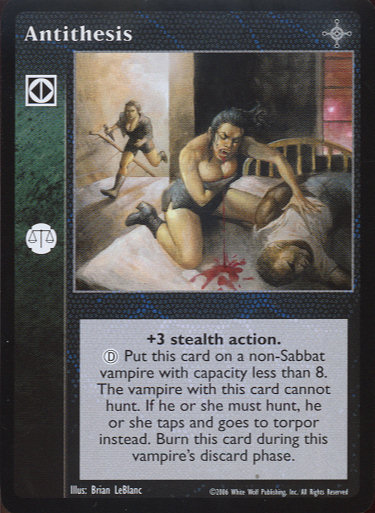 Antithesis
+3 stealth action.
Ⓓ Put this card on a non-Sabbat
vampire with capacity less than 8.
The vampire with this card cannot
hunt. If he or she must hunt, he
or she taps and goes to torpor
instead. Burn this card during this
vampire's discard phase.
Illus: Brian LeBlanc
©2006 White Wolf Publishing, Inc. All Rights Reserved